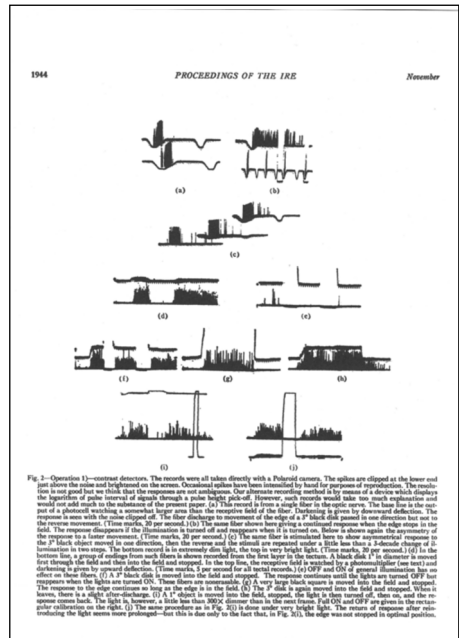 1944 PROCEEDINGS OF THE IRE November
(a) (b)
(c)
(d) (e)
(f) (g) (h)
(i) (j)
Fig. 2—Operation 1)—contrast detectors. The records were all taken directly with a Polaroid camera. The spikes are clipped at the lower end
just above the noise and brightened on the screen. Occasional spikes have been intensified by hand for purposes of reproduction. The resolu-
tion is not good but we think that the responses are not ambiguous. Our alternate recording method is by means of a device which displays
the logarithm of pulse interval of signals through a pulse height pick-off. However, such records would take too much explanation and
would not add much to the substance of the present paper. (a) This record is from a single fiber in the optic nerve. The base line is the out-
put of a photocell watching a somewhat larger area than the receptive field of the fiber. Darkening is given by downward deflection. The
response is seen with the noise clipped off. The fiber discharge to movement of the edge of a 3° black disk passed in one direction but not to
the reverse movement. (Time marks, 20 per second.) (b) The same fiber shown here giving a continued response when the edge stops in the
field. The response disappears if the illumination is turned off and reappears when it is turned on. Below is shown again the asymmetry of
the response to a faster movement. (Time marks, 20 per second.) (c) The same fiber is stimulated here to show asymmetrical response to
the 3° black object moved in one direction, then the reverse and the stimuli are repeated under a little less than a 3-decade change of il-
lumination in two steps. The bottom record is in extremely dim light, the top in very bright light. (Time marks, 20 per second.) (d) In the
bottom line, a group of endings from such fibers is shown recorded from the first layer in the tectum. A black disk 1° in diameter is moved
first through the field and then into the field and stopped. In the top line, the receptive field is watched by a photomultiplier (see text) and
darkening is given by upward deflection. (Time marks, 5 per second for all tectal records.) (e) OFF and ON of general illumination has no
effect on these fibers. (f) A 3° black disk is moved into the field and stopped. The response continues until the lights are turned OFF but
reappears when the lights are turned ON. These fibers are nonerasable. (g) A very large black square is moved into the field and stopped.
The response to the edge continues so long as the edge is in the field. (h) The 3° disk is again moved into the field and stopped. When it
leaves, there is a slight after-discharge. (i) A 1° object is moved into the field, stopped, the light is then turned off, then on, and the re-
sponse comes back. The light is, however, a little less than 300× dimmer than in the next frame. Full ON and OFF are given in the rectan-
gular calibration on the right. (j) The same procedure as in Fig. 2(i) is done under very bright light. The return of response after rein-
troducing the light seems more prolonged—but this is due only to the fact that, in Fig. 2(i), the edge was not stopped in optimal position.